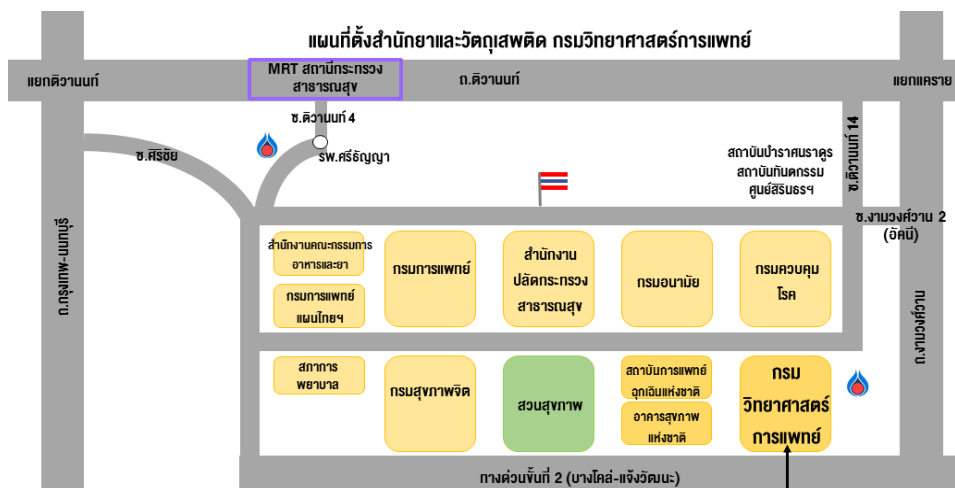 แผนที่ตั้งสำนักยาและวัตถุเสพติด กรมวิทยาศาสตร์การแพทย์
แยกติวานนท์
MRT สถานีกระทรวง
สาธารณสุข
ถ.ติวานนท์
แยกแคราย
ซ.ติวานนท์ 4
ซ.ศิริชัย
รพ.ศรีธัญญา
สถาบันบำราศนราดูร
สถาบันทันตกรรม
ศูนย์สิรินธรฯ
ซ.ติวานนท์ 14
ซ.งามวงศ์วาน 2
(อัคนี)
ถ.กรุงเทพ-นนทบุรี
สำนักงานคณะกรรมการ
อาหารและยา
กรมการแพทย์
แผนไทยฯ
กรมการแพทย์
สำนักงาน
ปลัดกระทรวง
สาธารณสุข
กรมอนามัย
กรมควบคุม
โรค
ถ.งามวงศ์วาน
สภาการ
พยาบาล
กรมสุขภาพจิต
สวนสุขภาพ
สถาบันการแพทย์
ฉุกเฉินแห่งชาติ
อาคารสุขภาพ
แห่งชาติ
กรม
วิทยาศาสตร์
การแพทย์
ทางด่วนขั้นที่ 2 (บางโคล่-แจ้งวัฒนะ)